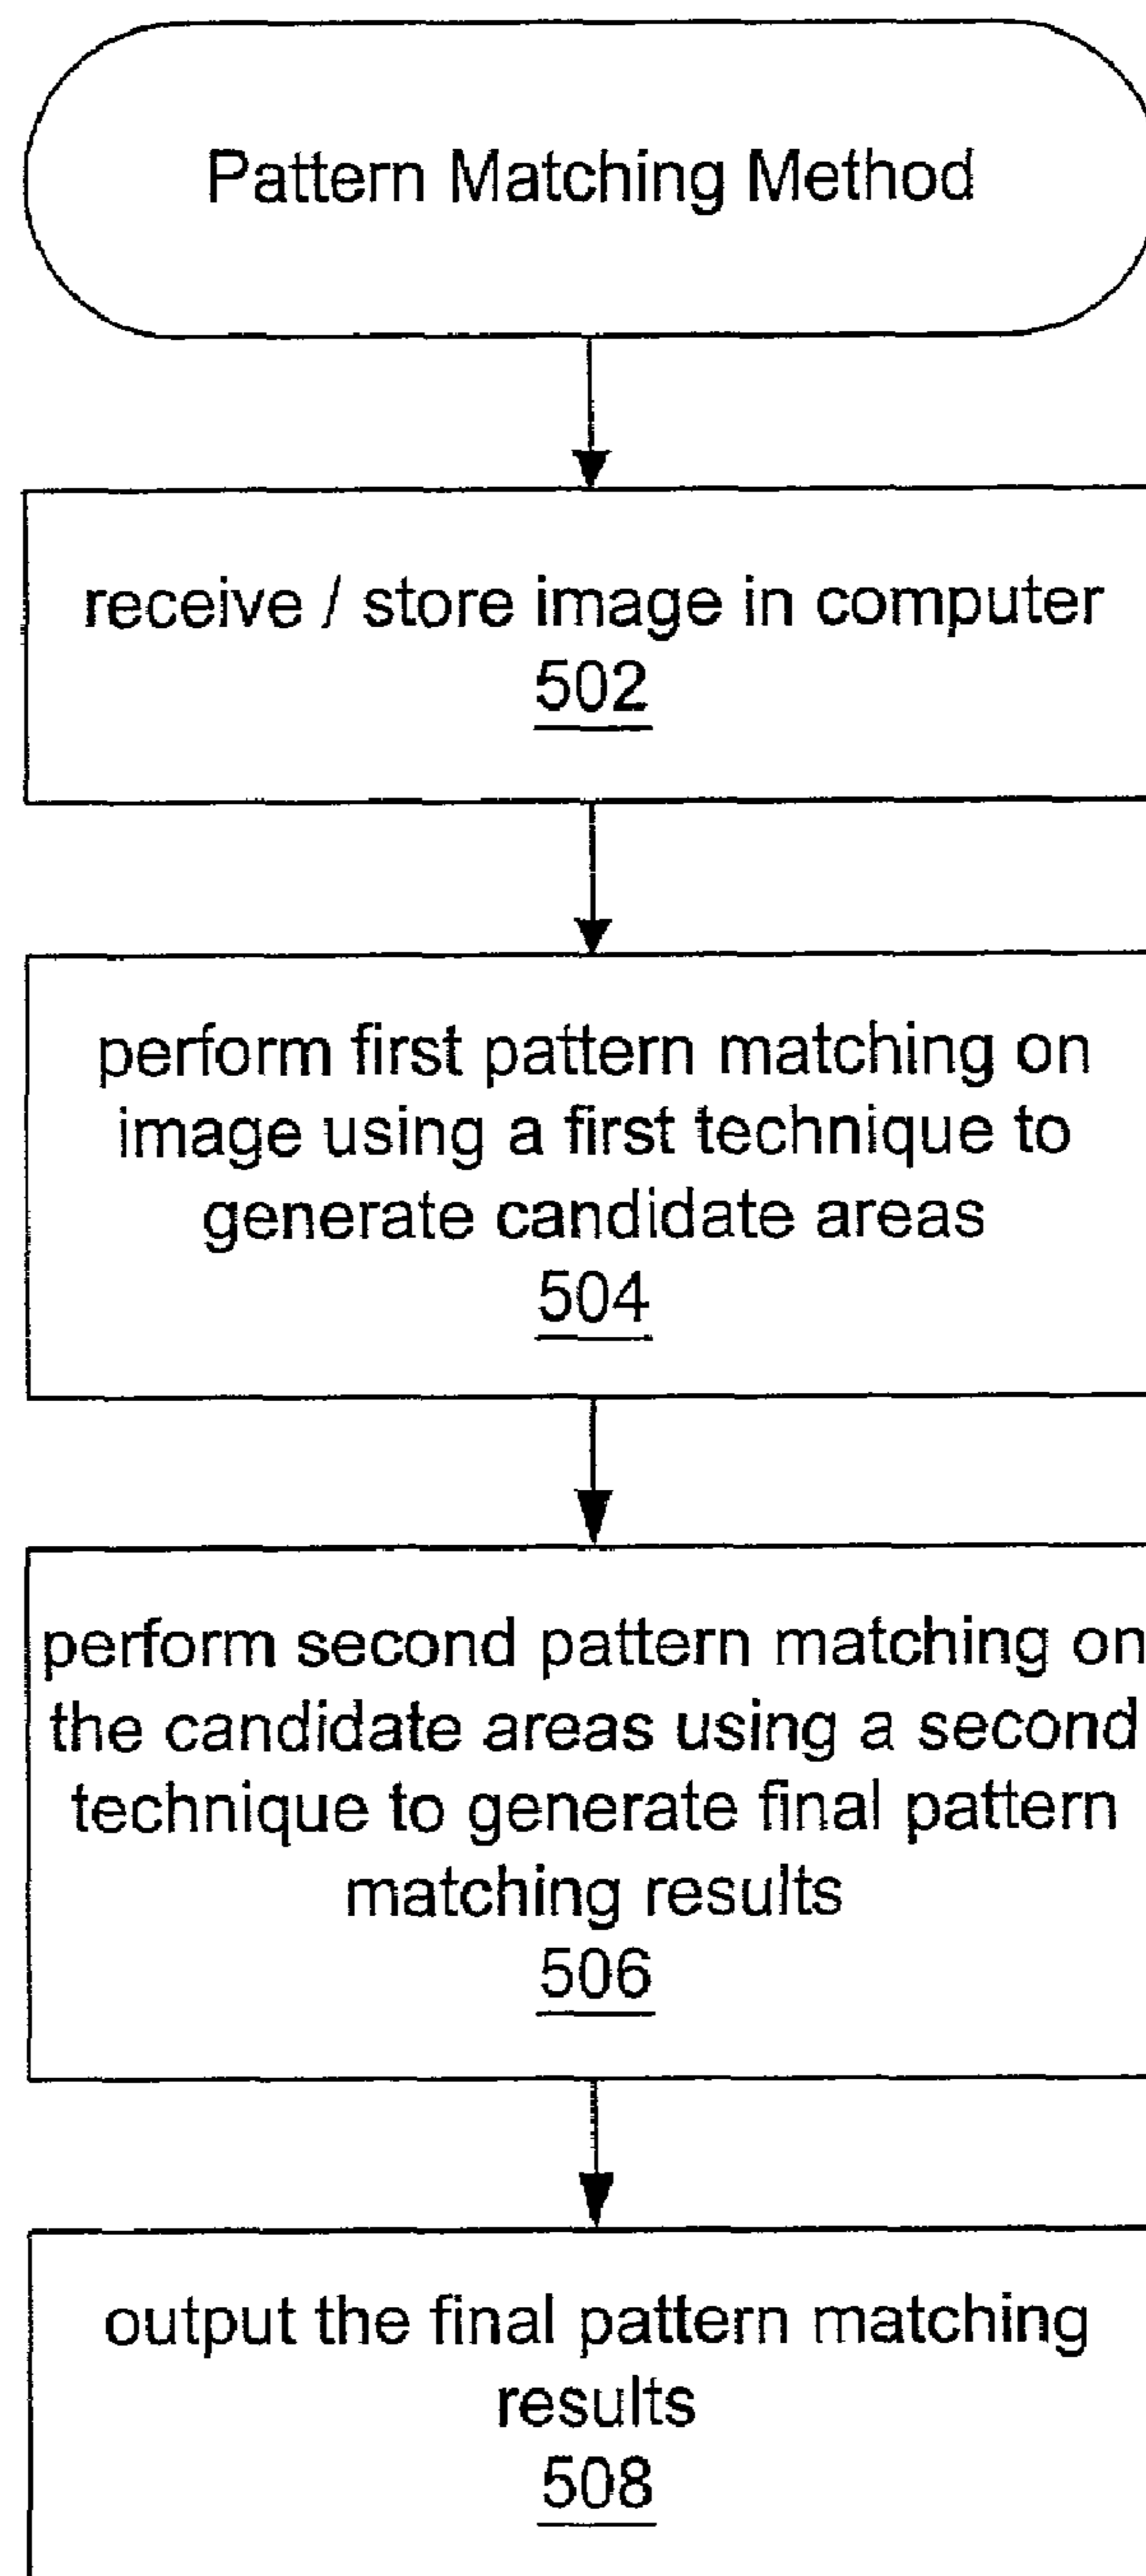 Pattern Matching Method
receive / store image in computer
502
perform first pattern matching on
image using a first technique to
generate candidate areas
504
perform second pattern matching on
the candidate areas using a second
technique to generate final pattern
matching results
506
output the final pattern matching
results
508